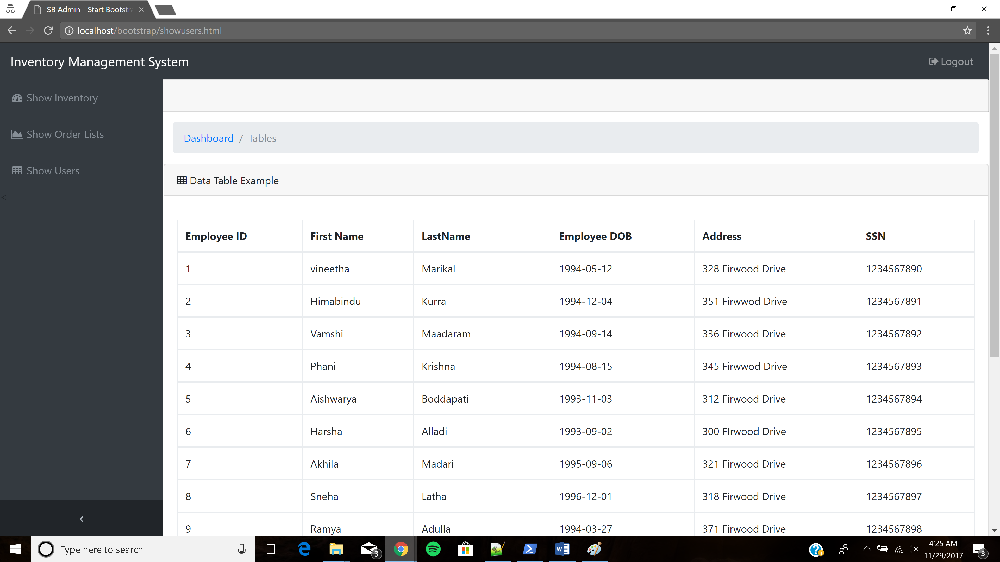 SB Admin - Start Bootstra
localhost/bootstrap/showusers.html
Inventory Management System
Logout
Show Inventory
Show Order Lists
Show Users
<
Dashboard / Tables
Data Table Example
Employee ID First Name LastName Employee DOB Address SSN
1 vineetha Marikal 1994-05-12 328 Firwood Drive 1234567890
2 Himabindu Kurra 1994-12-04 351 Firwwod Drive 1234567891
3 Vamshi Maadaram 1994-09-14 336 Firwood Drive 1234567892
4 Phani Krishna 1994-08-15 345 Firwwod Drive 1234567893
5 Aishwarya Boddapati 1993-11-03 312 Firwood Drive 1234567894
6 Harsha Alladi 1993-09-02 300 FIrwood Drive 1234567895
7 Akhila Madari 1995-09-06 321 Firwood Drive 1234567896
8 Sneha Latha 1996-12-01 318 Firwood Drive 1234567897
9 Ramya Adulla 1994-03-27 371 Firwood Drive 1234567898
Type here to search
3
4:25 AM
11/29/2017
3